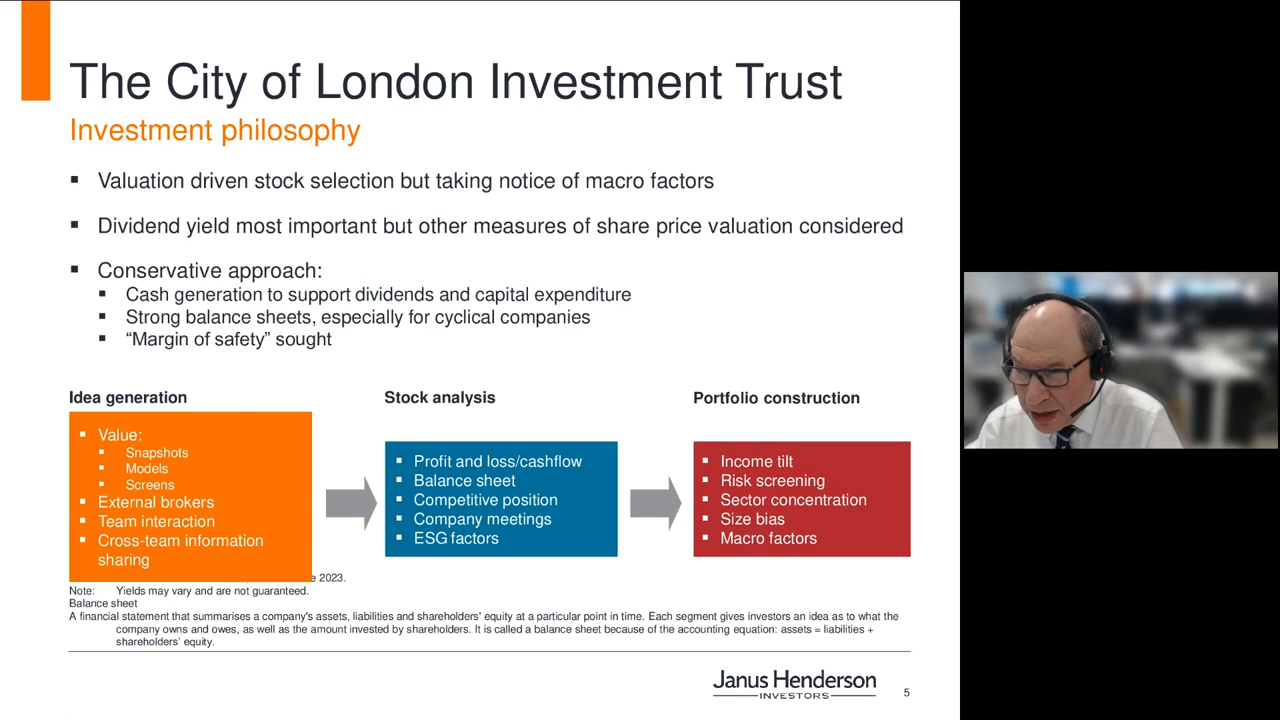 The City of London Investment Trust
Investment philosophy
▪ Valuation driven stock selection but taking notice of macro factors
▪ Dividend yield most important but other measures of share price valuation considered
▪ Conservative approach:
▪ Cash generation to support dividends and capital expenditure
▪ Strong balance sheets, especially for cyclical companies
▪ “Margin of safety” sought
Idea generation
▪ Value:
▪ Snapshots
▪ Models
▪ Screens
▪ External brokers
▪ Team interaction
▪ Cross-team information
sharing
Stock analysis
▪ Profit and loss/cashflow
▪ Balance sheet
▪ Competitive position
▪ Company meetings
▪ ESG factors
Portfolio construction
▪ Income tilt
▪ Risk screening
▪ Sector concentration
▪ Size bias
▪ Macro factors
2023.
Note: Yields may vary and are not guaranteed.
Balance sheet
A financial statement that summarises a company's assets, liabilities and shareholders' equity at a particular point in time. Each segment gives investors an idea as to what the
company owns and owes, as well as the amount invested by shareholders. It is called a balance sheet because of the accounting equation: assets = liabilities +
shareholders' equity.
Janus Henderson
INVESTORS
5